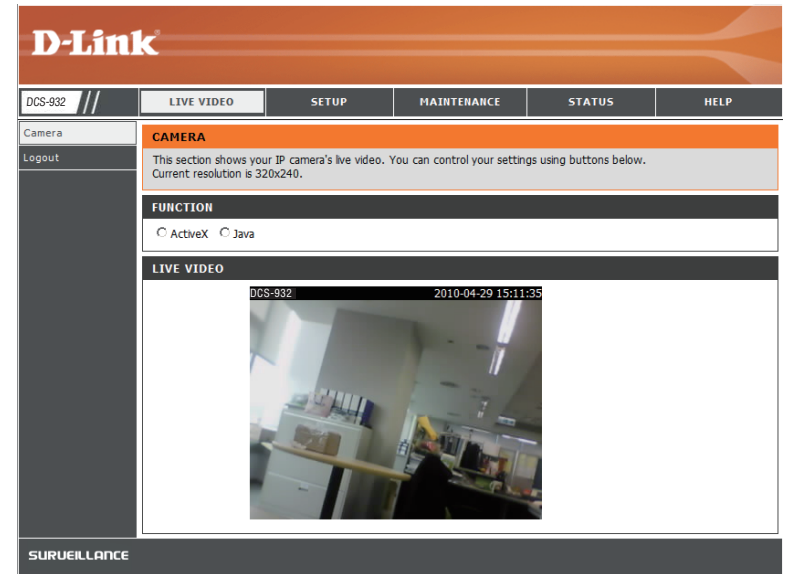 D-Link
DCS-932
LIVE VIDEO
SETUP
MAINTENANCE
STATUS
HELP
Camera
Logout
CAMERA
This section shows your IP camera's live video. You can control your settings using buttons below.
Current resolution is 320x240.
FUNCTION
ActiveX
Java
LIVE VIDEO
DCS-932 2010-04-29 15:11:35
SURVEILLANCE